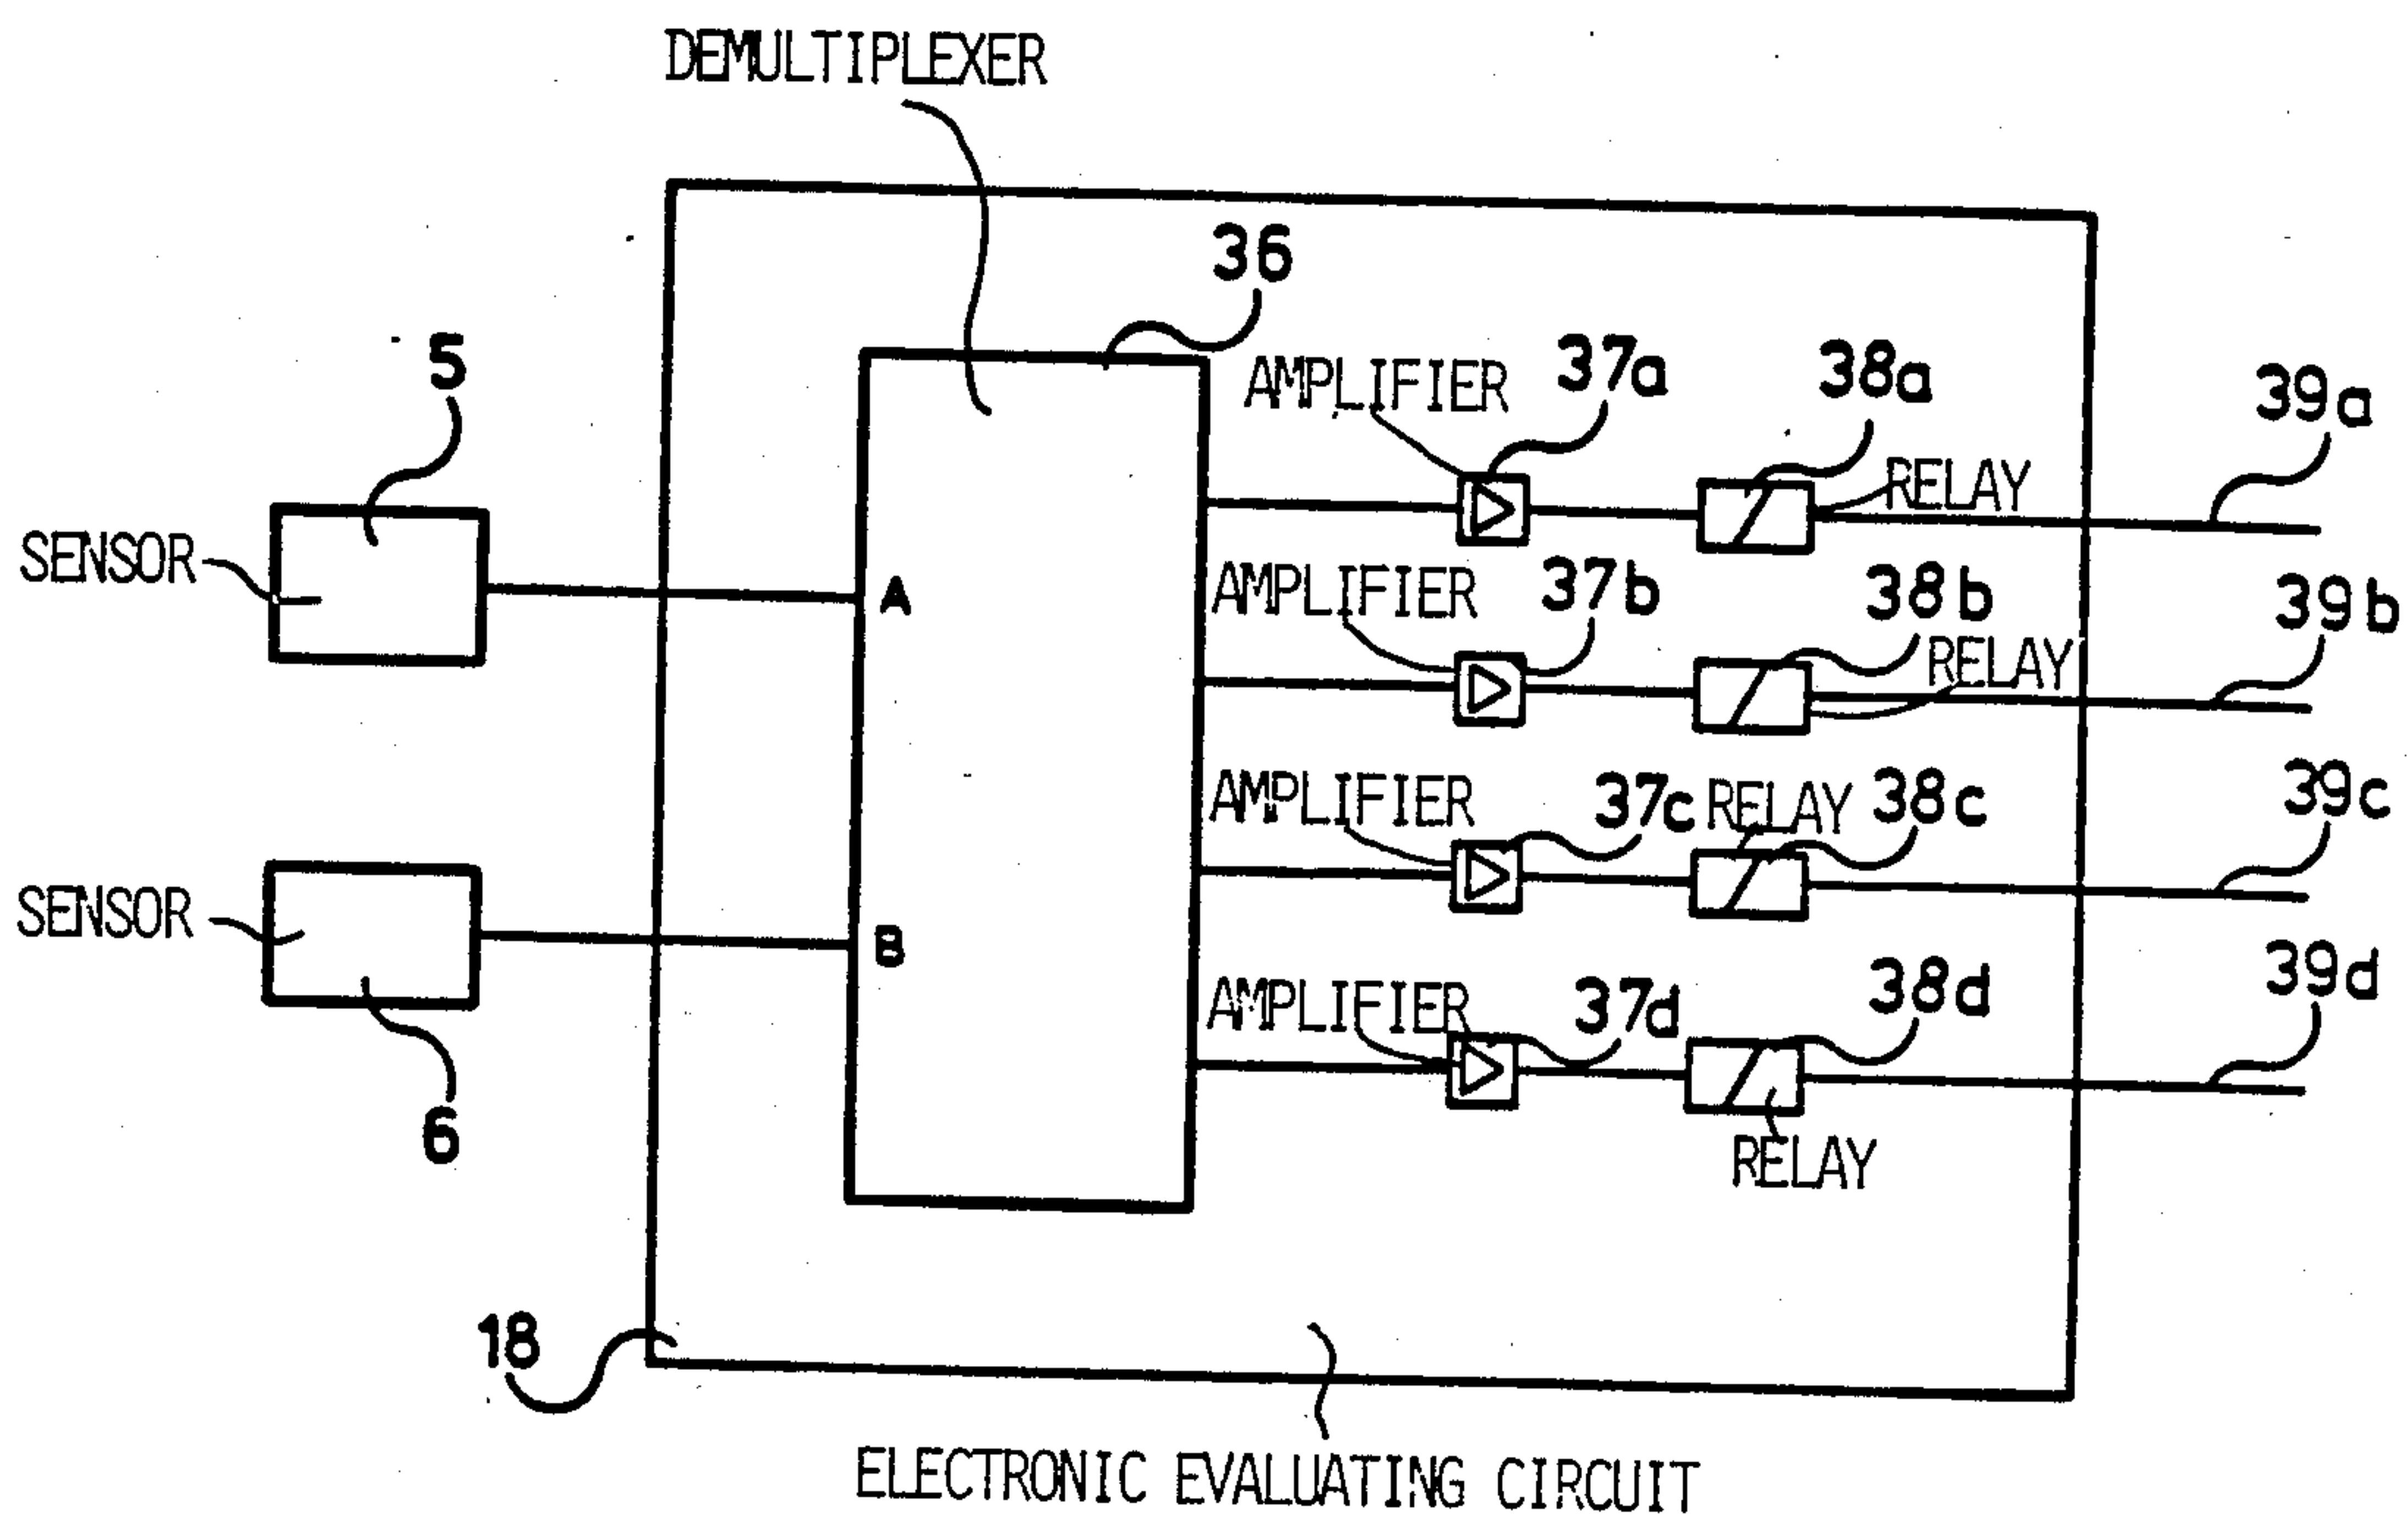 DEMULTIPLEXER
36
5
AMPLIFIER 37a 38a 39a
SENSOR
RELAY
A
AMPLIFIER 37b 38b 39b
RELAY
AMPLIFIER 37c RELAY 38c 39c
SENSOR
B
AMPLIFIER 37d 38d 39d
6
RELAY
18
ELECTRONIC EVALUATING CIRCUIT